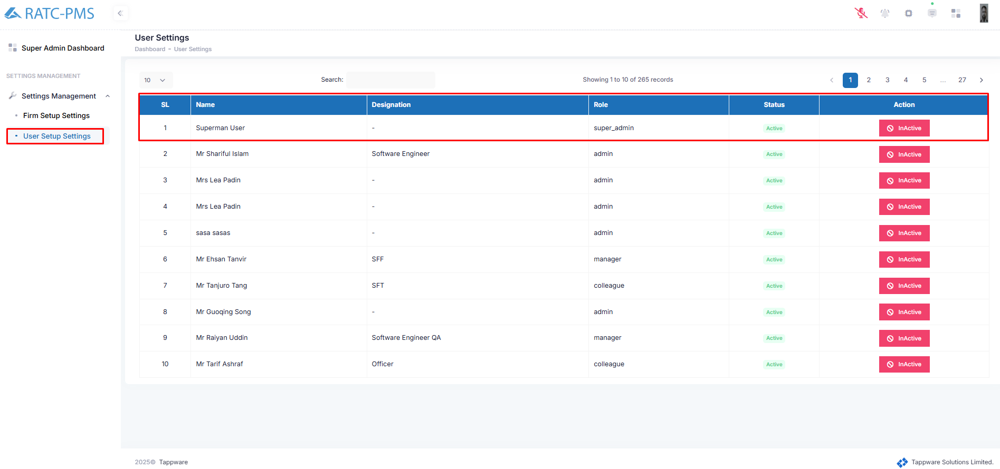 RATC-PMS
Super Admin Dashboard
SETTINGS MANAGEMENT
Settings Management
Firm Setup Settings
User Setup Settings
User Settings
Dashboard - User Settings
10
Search:
Showing 1 to 10 of 265 records
1 2 3 4 5 ... 27
SL Name Designation Role Status Action
1 Superman User - super_admin Active InActive
2 Mr Shariful Islam Software Engineer admin Active InActive
3 Mrs Lea Padin - admin Active InActive
4 Mrs Lea Padin - admin Active InActive
5 sasa sasas - admin Active InActive
6 Mr Ehsan Tanvir SFF manager Active InActive
7 Mr Tanjuro Tang SFT colleague Active InActive
8 Mr Guoqing Song - admin Active InActive
9 Mr Raiyan Uddin Software Engineer QA manager Active InActive
10 Mr Tarif Ashraf Officer colleague Active InActive
2025© Tappware
Tappware Solutions Limited.